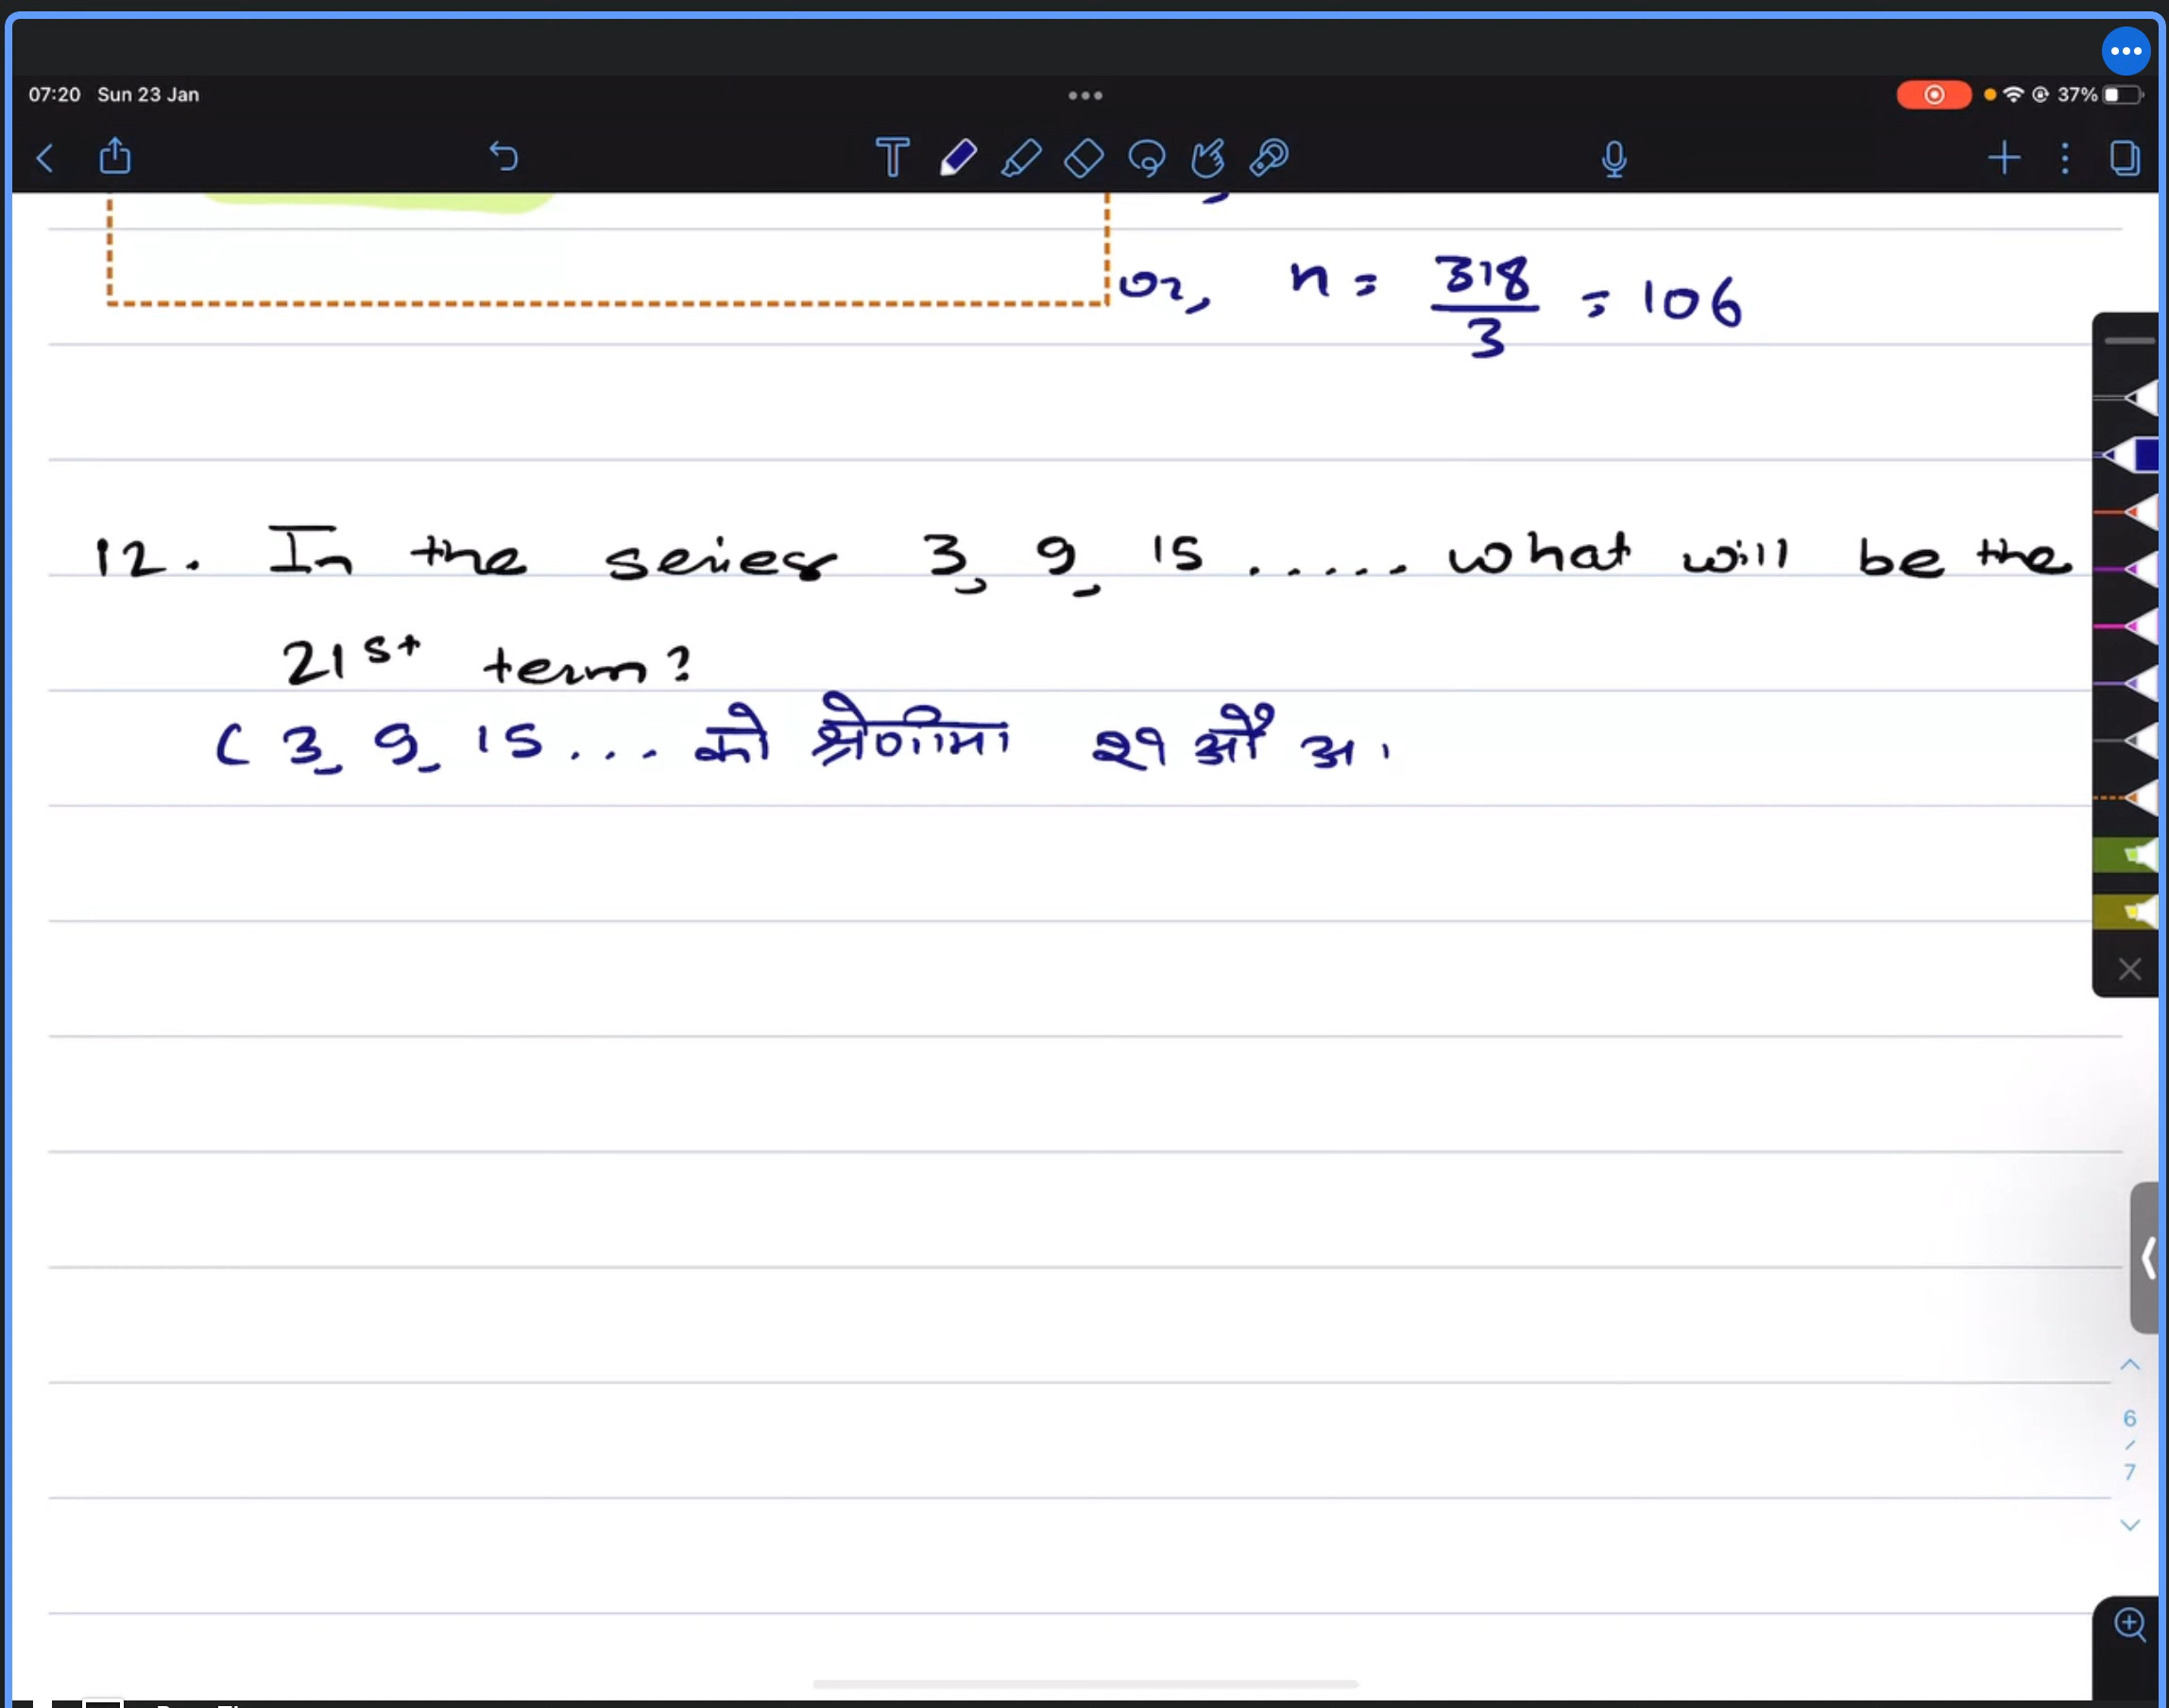 07:20 Sun 23 Jan
37%
or, n = 318/3 = 106
12. In the series 3, 9, 15 ..... what will be the
21st term?
( 3, 9, 15 ... को श्रेणीमा २१ औँ
6
/
7